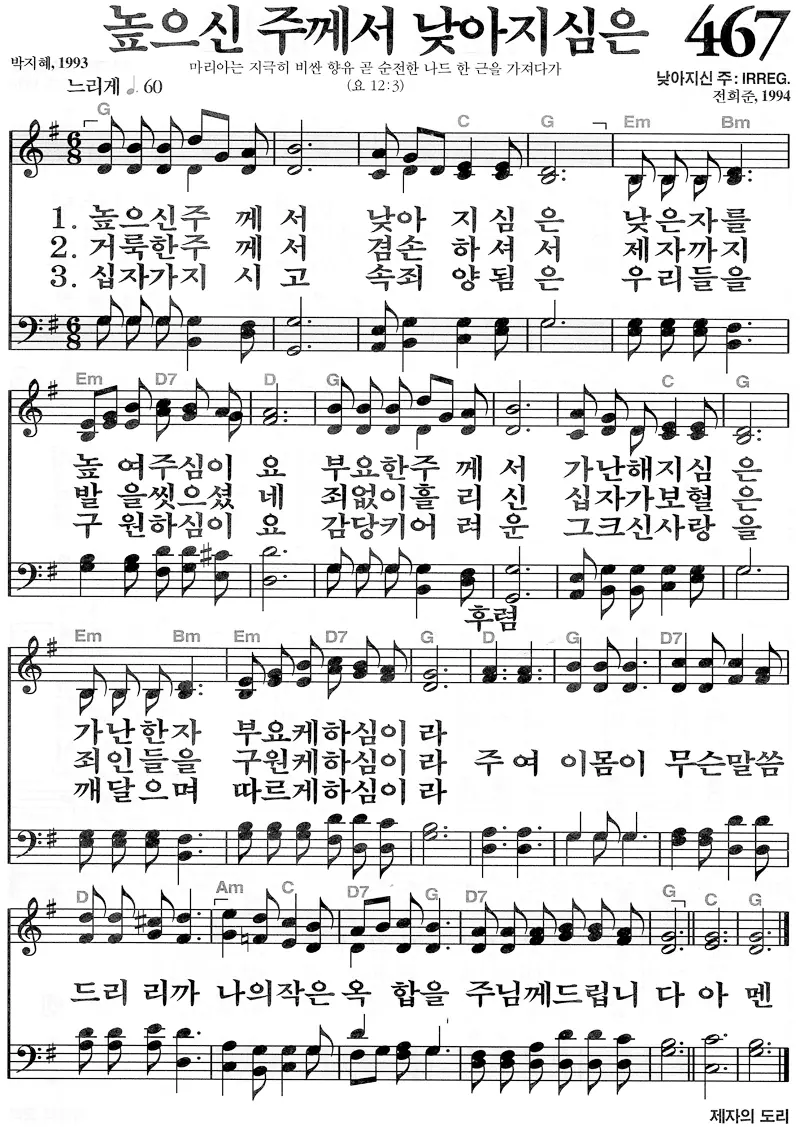 높으신 주께서 낮아지심은 467
박지혜, 1993
마리아는 지극히 비싼 향유 곧 순전한 나드 한 근을 가져다가
(요 12:3)
낮아지신 주: IRREG.
전희준, 1994
느리게 ♩. 60
G C G Em Bm
1. 높으신주 께서 낮아 지심은 낮은자를
2. 거룩한주 께서 겸손 하셔서 제자까지
3. 십자가지 시고 속죄 양됨은 우리들을
Em D7 D G C G
높 여주심이 요 부요한주 께서 가난해지심 은
발 을씻으셨 네 죄없이흘 리신 십자가보혈 은
구 원하심이 요 감당키어 려운 그크신사랑 을
후렴
Em Bm Em D7 G D G D7
가난한자 부요케하심이라
죄인들을 구원케하심이라 주여 이몸이 무슨말씀
깨달으며 따르게하심이라
D Am C D7 G D7 G C G
드리 리까 나의작은옥 합을 주님께드립니 다 아멘
제자의 도리